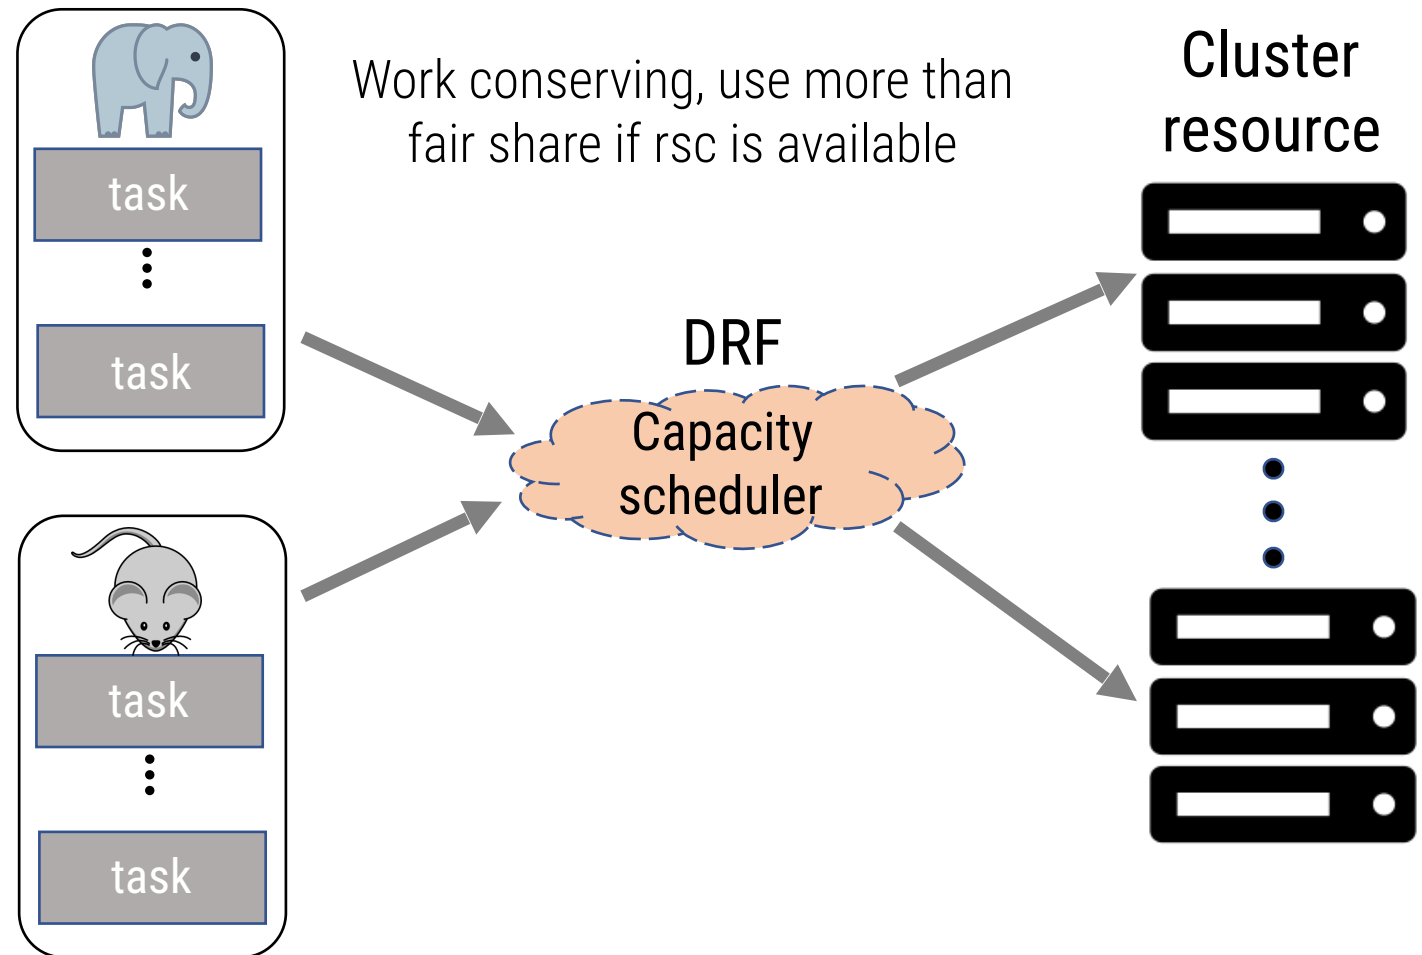 Work conserving, use more than
fair share if rsc is available
Cluster
resource
task
task
DRF
Capacity
scheduler
task
task